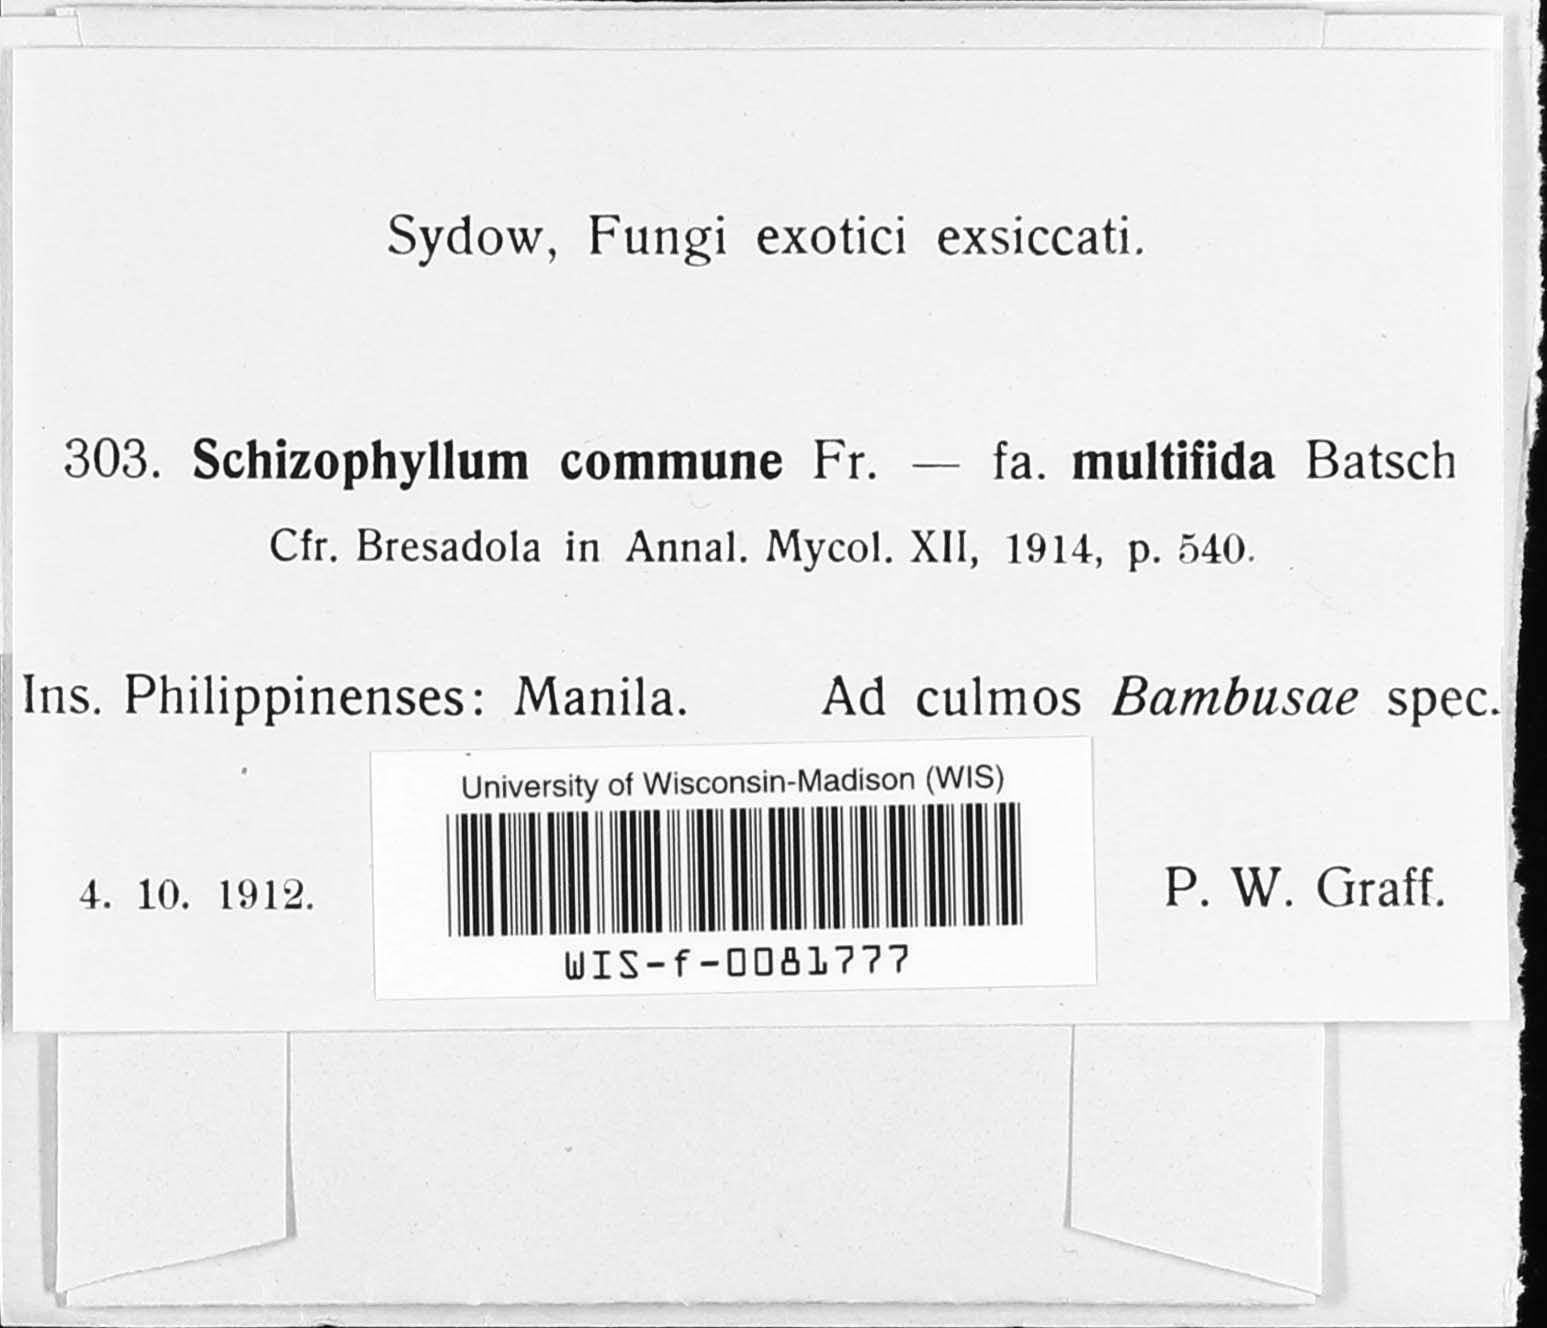 Sydow, Fungi exotici exsiccati.
303. Schizophyllum commune Fr. — fa. multifida Batsch
Cfr. Bresadola in Annal. Mycol. XII, 1914, p. 540.
Ins. Philippinenses: Manila. Ad culmos Bambusae spec.
University of Wisconsin-Madison (WIS)
4. 10. 1912.
P. W. Graff.
WIS-f-0081777